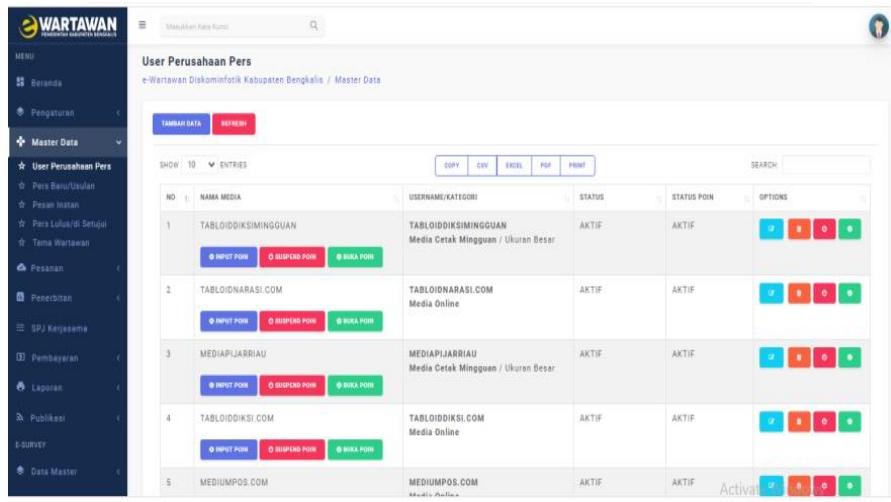 WARTAWAN
PEMERINTAH KABUPATEN BENGKALIS
Masukkan Kata Kunci
MENU
Beranda
Pengaturan
Master Data
User Perusahaan Pers
Pers Baru/Usulan
Pesan Instan
Pers Lulus/di Setujui
Tema Wartawan
Pesanan
Penerbitan
SPJ Kerjasama
Pembayaran
Laporan
Publikasi
E-SURVEY
Data Master
User Perusahaan Pers
e-Wartawan Diskominfotik Kabupaten Bengkalis / Master Data
TAMBAH DATA REFRESH
SHOW 10 ENTRIES COPY CSV EXCEL PDF PRINT SEARCH:
NO NAMA MEDIA USERNAME/KATEGORI STATUS STATUS POIN OPTIONS
1 TABLOIDDIKSIMINGGUAN TABLOIDDIKSIMINGGUAN AKTIF AKTIF
Media Cetak Mingguan / Ukuran Besar
INPUT POIN SUSPEND POIN BUKA POIN
2 TABLOIDNARASI.COM TABLOIDNARASI.COM AKTIF AKTIF
Media Online
INPUT POIN SUSPEND POIN BUKA POIN
3 MEDIAPIJARRIAU MEDIAPIJARRIAU AKTIF AKTIF
Media Cetak Mingguan / Ukuran Besar
INPUT POIN SUSPEND POIN BUKA POIN
4 TABLOIDDIKSI.COM TABLOIDDIKSI.COM AKTIF AKTIF
Media Online
INPUT POIN SUSPEND POIN BUKA POIN
5 MEDIUMPOS.COM MEDIUMPOS.COM AKTIF AKTIF
Media Online